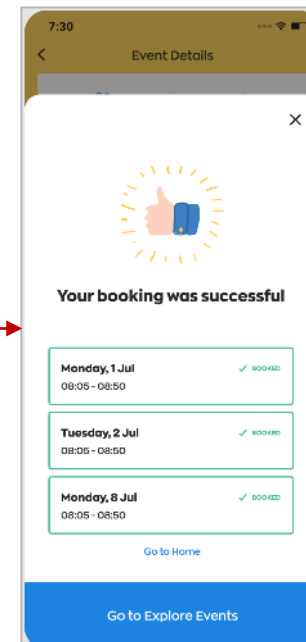 7:30
Event Details
Your booking was successful
Monday, 1 Jul
BOOKED
08:05 - 08:50
Tuesday, 2 Jul
BOOKED
08:05 - 08:50
Monday, 8 Jul
BOOKED
08:05 - 08:50
Go to Home
Go to Explore Events